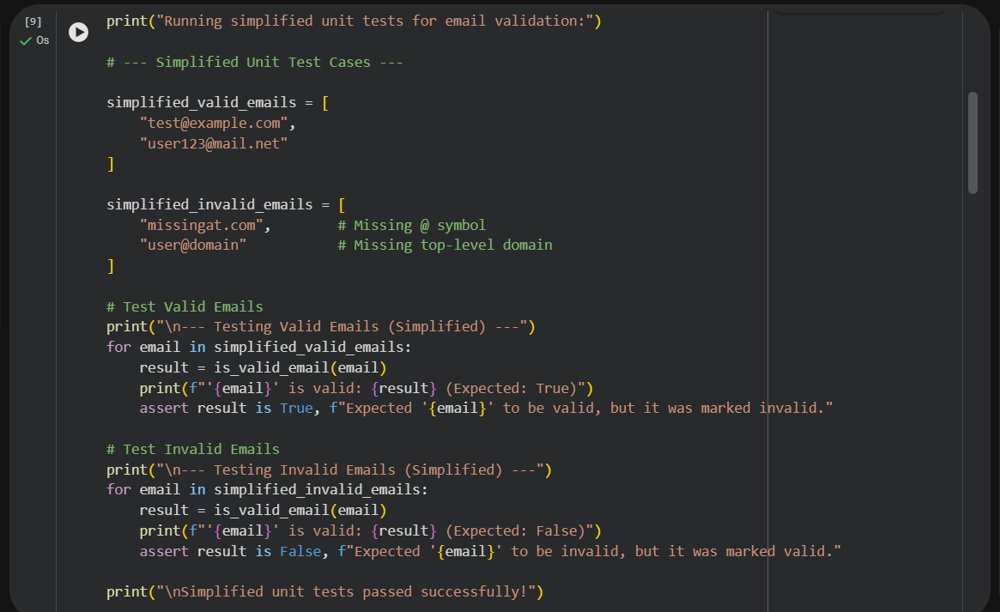 [9]
0s
print("Running simplified unit tests for email validation:")
# --- Simplified Unit Test Cases ---
simplified_valid_emails = [
    "test@example.com",
    "user123@mail.net"
]
simplified_invalid_emails = [
    "missingat.com",        # Missing @ symbol
    "user@domain"           # Missing top-level domain
]
# Test Valid Emails
print("\n--- Testing Valid Emails (Simplified) ---")
for email in simplified_valid_emails:
    result = is_valid_email(email)
    print(f"'{email}' is valid: {result} (Expected: True)")
    assert result is True, f"Expected '{email}' to be valid, but it was marked invalid."
# Test Invalid Emails
print("\n--- Testing Invalid Emails (Simplified) ---")
for email in simplified_invalid_emails:
    result = is_valid_email(email)
    print(f"'{email}' is valid: {result} (Expected: False)")
    assert result is False, f"Expected '{email}' to be invalid, but it was marked valid."
print("\nSimplified unit tests passed successfully!")